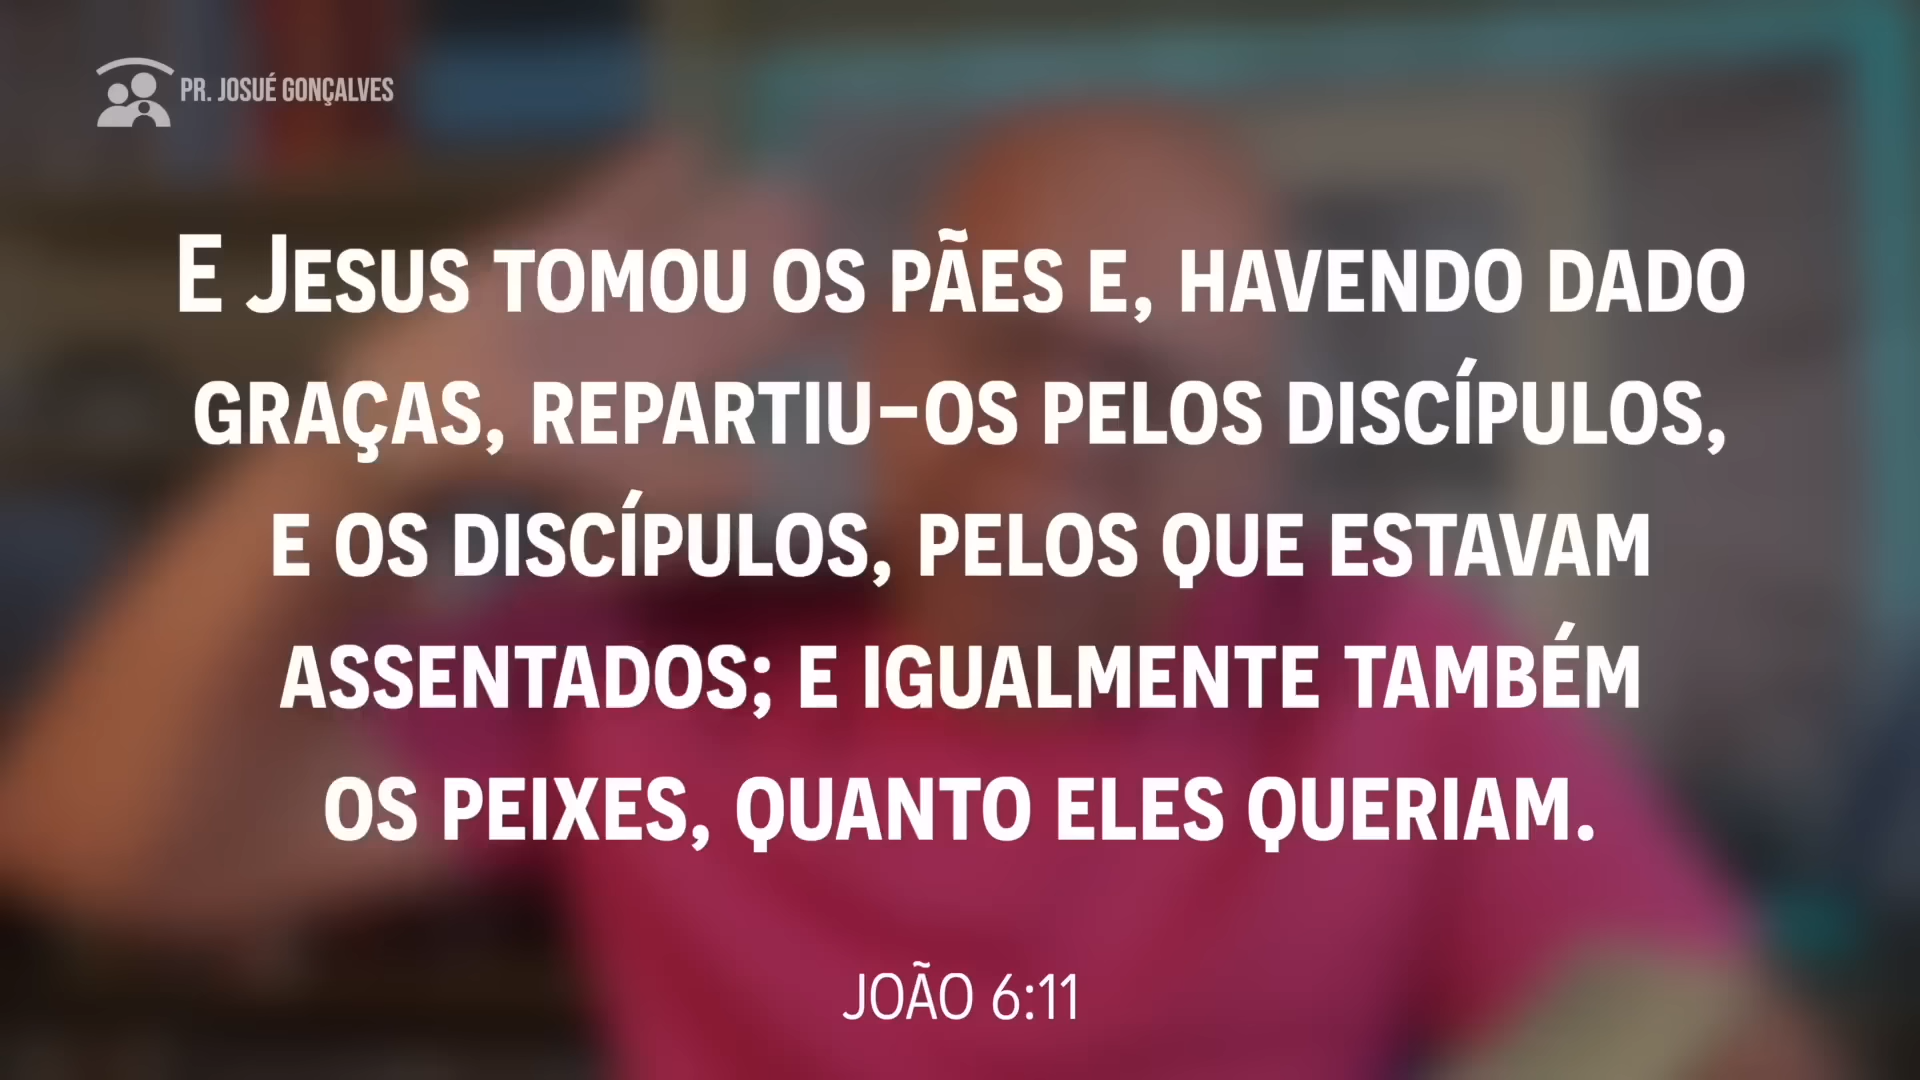 PR. JOSUÉ GONÇALVES
E JESUS TOMOU OS PÃES E, HAVENDO DADO
GRAÇAS, REPARTIU-OS PELOS DISCÍPULOS,
E OS DISCÍPULOS, PELOS QUE ESTAVAM
ASSENTADOS; E IGUALMENTE TAMBÉM
OS PEIXES, QUANTO ELES QUERIAM.
JOÃO 6:11